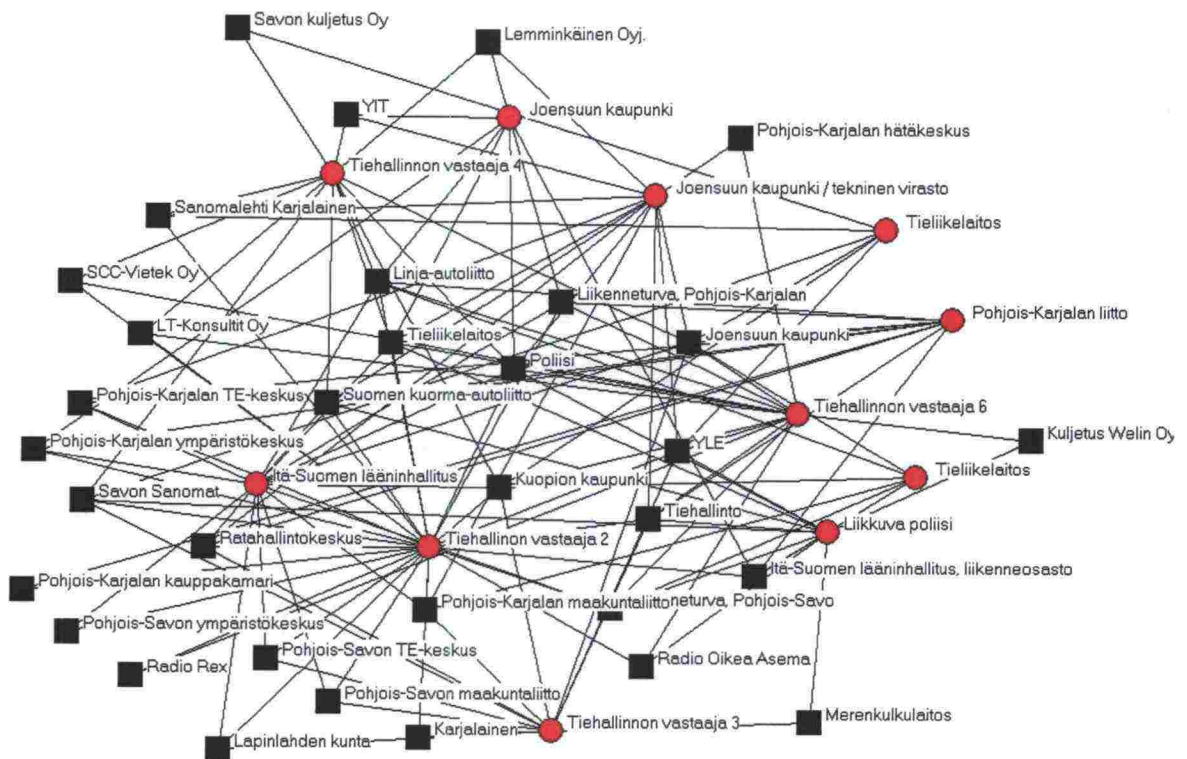 Savon kuljetus Oy
Lemminkäinen Oyj.
YIT
Joensuun kaupunki
Pohjois-Karjalan hätäkeskus
Tiehallinnon vastaaja 4
Joensuun kaupunki / tekninen virasto
Sanomalehti Karjalainen
Tieliikelaitos
SCC-Vietek Oy
Linja-autoliitto
Liikenneturva, Pohjois-Karjalan
Pohjois-Karjalan liitto
LT-Konsultit Oy
Tieliikelaitos
Joensuun kaupunki
Poliisi
Pohjois-Karjalan TE-keskus
Suomen kuorma-autoliitto
Tiehallinnon vastaaja 6
Pohjois-Karjalan ympäristökeskus
YLE
Kuljetus Welin Oy
Itä-Suomen lääninhallitus
Kuopion kaupunki
Tieliikelaitos
Savon Sanomat
Tiehallinto
Liikkuva poliisi
Ratahallintokeskus
Tiehallinnon vastaaja 2
Itä-Suomen lääninhallitus, liikenneosasto
Pohjois-Karjalan kauppakamari
Pohjois-Karjalan maakuntaliitto
neturva, Pohjois-Savo
Pohjois-Savon ympäristökeskus
Radio Rex
Pohjois-Savon TE-keskus
Radio Oikea Asema
Pohjois-Savon maakuntaliitto
Tiehallinnon vastaaja 3
Merenkulkulaitos
Karjalainen
Lapinlahden kunta